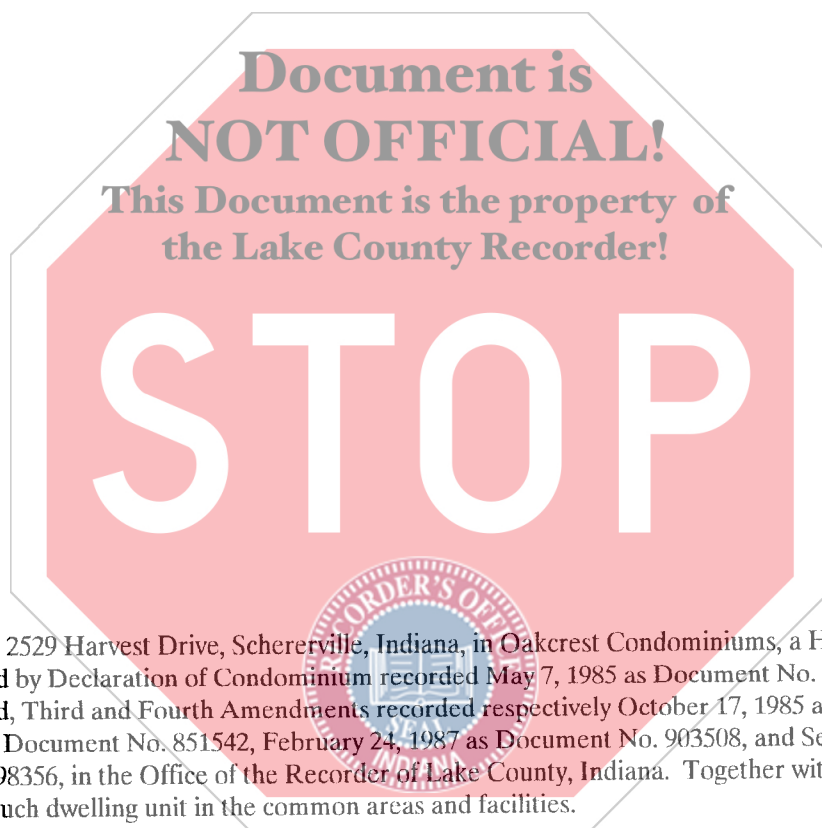 Document is
NOT OFFICIAL!
This Document is the property of
the Lake County Recorder!
STOP
RECORDER'S
2529 Harvest Drive, Schererville, Indiana, in Oakcrest Condominiums, a H
d by Declaration of Condominium recorded May 7, 1985 as Document No.
d, Third and Fourth Amendments recorded respectively October 17, 1985 a
Document No. 851542, February 24, 1987 as Document No. 903508, and Se
98356, in the Office of the Recorder of Lake County, Indiana. Together wit
uch dwelling unit in the common areas and facilities.
SEAL
INDIANA